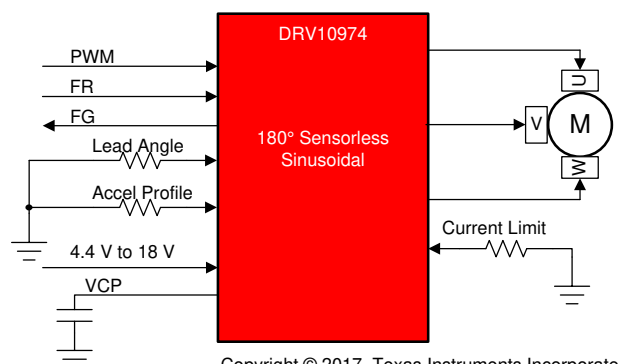 DRV10974
PWM
FR
FG
Lead Angle
Accel Profile
4.4 V to 18 V
VCP
180° Sensorless
Sinusoidal
U
V
M
W
Current Limit
Copyright © 2017, Texas Instruments